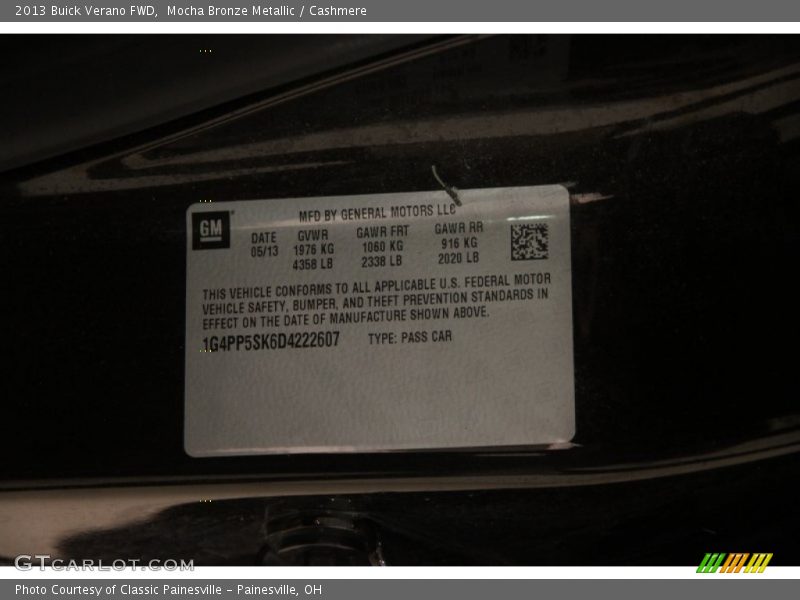 2013 Buick Verano FWD,  Mocha Bronze Metallic / Cashmere
GM
MFD BY GENERAL MOTORS LLC
DATE GVWR GAWR FRT GAWR RR
05/13 1976 KG 1060 KG 916 KG
4358 LB 2338 LB 2020 LB
THIS VEHICLE CONFORMS TO ALL APPLICABLE U.S. FEDERAL MOTOR
VEHICLE SAFETY, BUMPER, AND THEFT PREVENTION STANDARDS IN
EFFECT ON THE DATE OF MANUFACTURE SHOWN ABOVE.
1G4PP5SK6D4222607 TYPE: PASS CAR
GTCARLOT.COM
Photo Courtesy of Classic Painesville - Painesville, OH